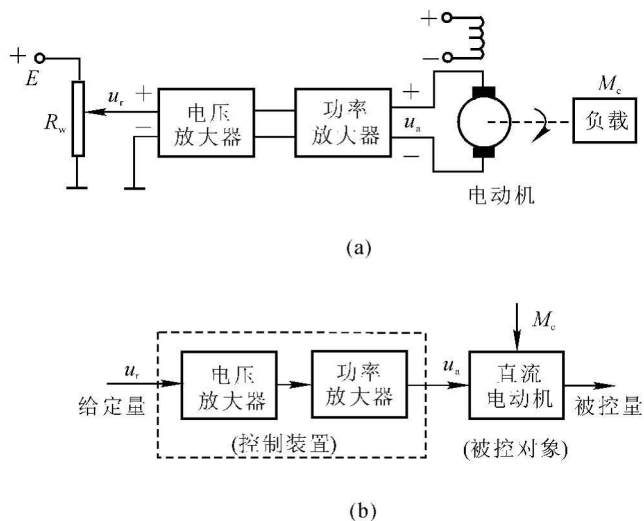 +
E
R_w
u_r
+
−
电压
放大器
功率
放大器
+
u_a
−
+
−
电动机
M_c
负载
(a)
u_r
给定量
电压
放大器
功率
放大器
(控制装置)
u_a
M_c
直流
电动机
(被控对象)
被控量
(b)